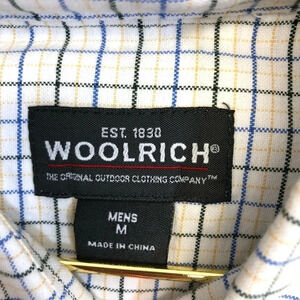 EST. 1830
WOOLRICH®
THE ORIGINAL OUTDOOR CLOTHING COMPANY™
MENS
M
MADE IN CHINA